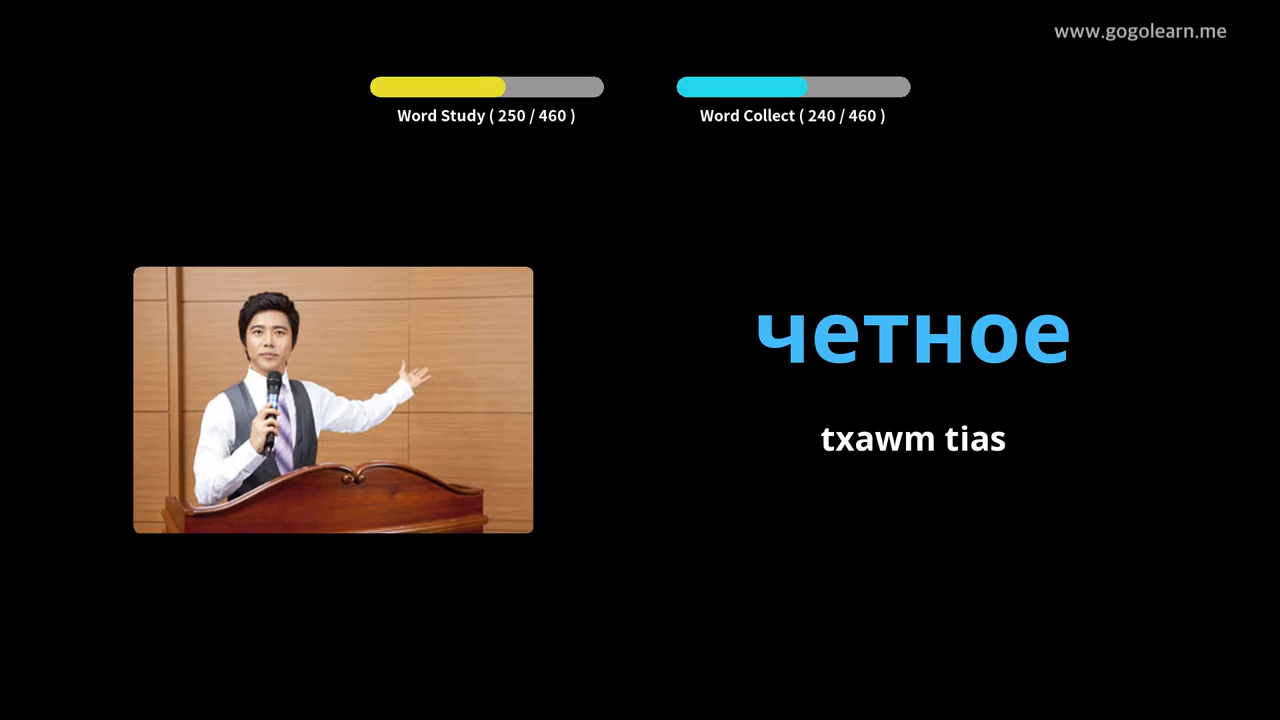 www.gogolearn.me
Word Study ( 250 / 460 )
Word Collect ( 240 / 460 )
четное
txawm tias